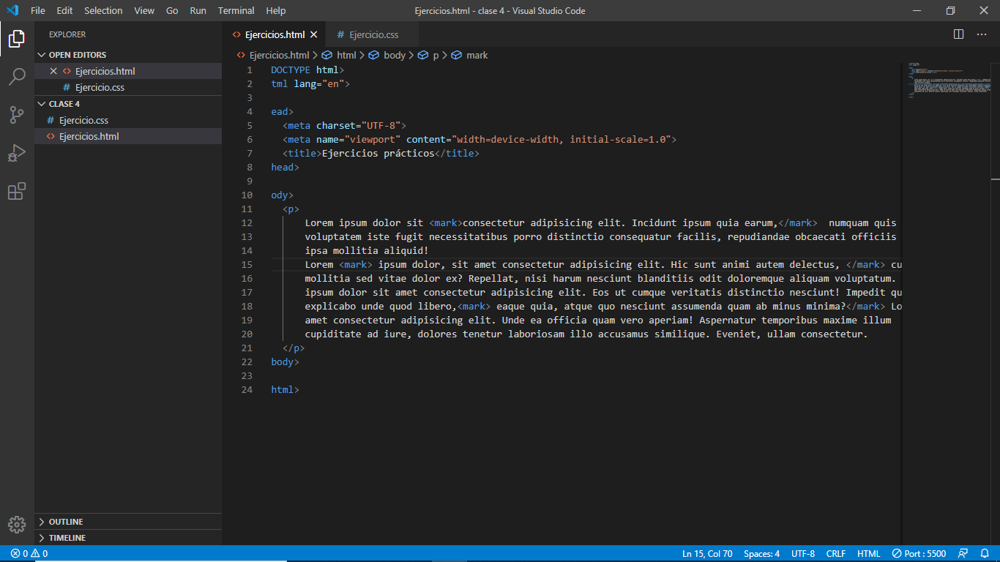 File Edit Selection View Go Run Terminal Help
Ejercicios.html - clase 4 - Visual Studio Code
EXPLORER
OPEN EDITORS
Ejercicios.html
Ejercicio.css
CLASE 4
Ejercicio.css
Ejercicios.html
OUTLINE
TIMELINE
Ejercicios.html
# Ejercicio.css
Ejercicios.html > html > body > p > mark
1 DOCTYPE html>
2 tml lang="en">
3
4 ead>
5 <meta charset="UTF-8">
6 <meta name="viewport" content="width=device-width, initial-scale=1.0">
7 <title>Ejercicios prácticos</title>
8 head>
9
10 ody>
11 <p>
12 Lorem ipsum dolor sit <mark>consectetur adipisicing elit. Incidunt ipsum quia earum,</mark>  numquam quis
13 voluptatem iste fugit necessitatibus porro distinctio consequatur facilis, repudiandae obcaecati officiis
14 ipsa mollitia aliquid!
15 Lorem <mark> ipsum dolor, sit amet consectetur adipisicing elit. Hic sunt animi autem delectus, </mark> cu
16 mollitia sed vitae dolor ex? Repellat, nisi harum nesciunt blanditiis odit doloremque aliquam voluptatum.
17 ipsum dolor sit amet consectetur adipisicing elit. Eos ut cumque veritatis distinctio nesciunt! Impedit qu
18 explicabo unde quod libero,<mark> eaque quia, atque quo nesciunt assumenda quam ab minus minima?</mark> Lo
19 amet consectetur adipisicing elit. Unde ea officia quam vero aperiam! Aspernatur temporibus maxime illum
20 cupiditate ad iure, dolores tenetur laboriosam illo accusamus similique. Eveniet, ullam consectetur.
21 </p>
22 body>
23
24 html>
0 0
Ln 15, Col 70 Spaces: 4 UTF-8 CRLF HTML Port : 5500